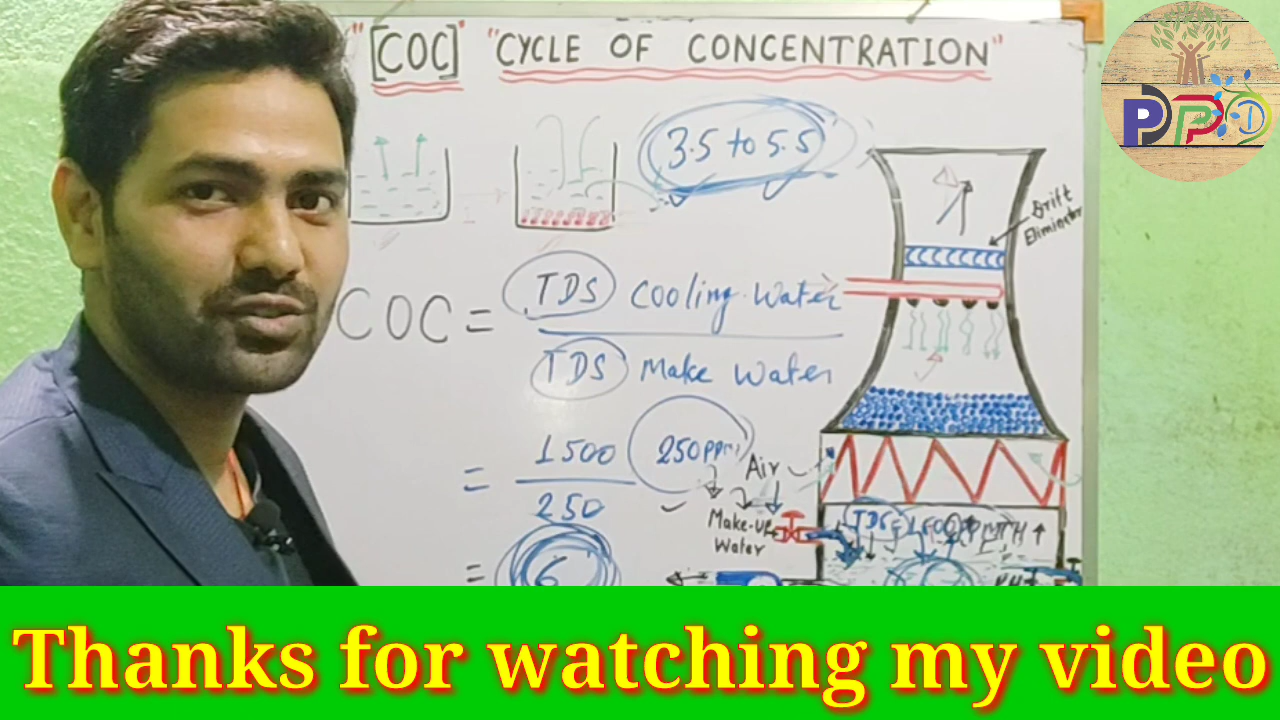 "[COC]" "CYCLE OF CONCENTRATION"
3.5 to 5.5
Drift
Eliminator
COC = TDS Cooling Water
TDS Make Water
= 1500
250
250 ppm
= 6
Air
Make-up
Water
PPD
Thanks for watching my video